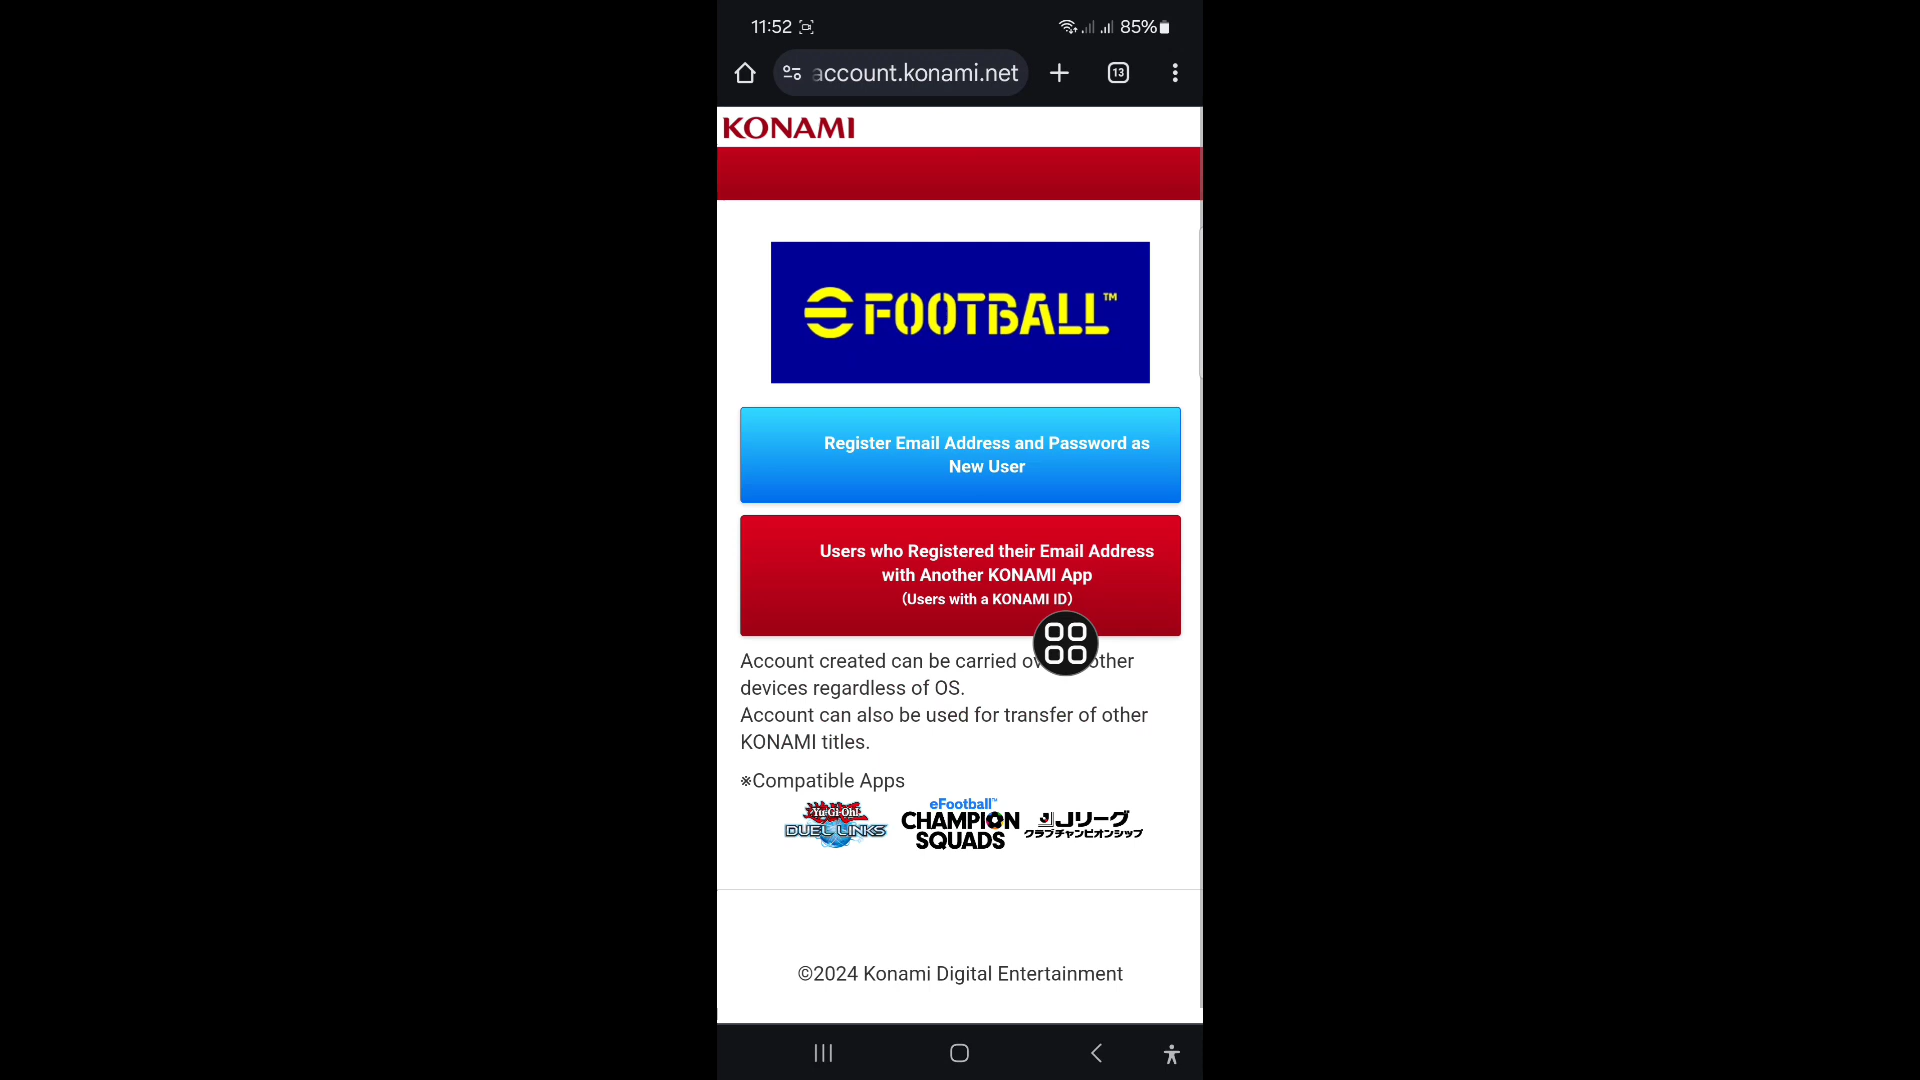 11:52
85%
account.konami.net
13
KONAMI
FOOTBALL™
Register Email Address and Password as
New User
Users who Registered their Email Address
with Another KONAMI App
(Users with a KONAMI ID)
Account created can be carried ov other
devices regardless of OS.
Account can also be used for transfer of other
KONAMI titles.
※Compatible Apps
Yu-Gi-Oh!
DUEL LINKS
eFootball™
CHAMPION
SQUADS
Jリーグ
クラブチャンピオンシップ
©2024 Konami Digital Entertainment